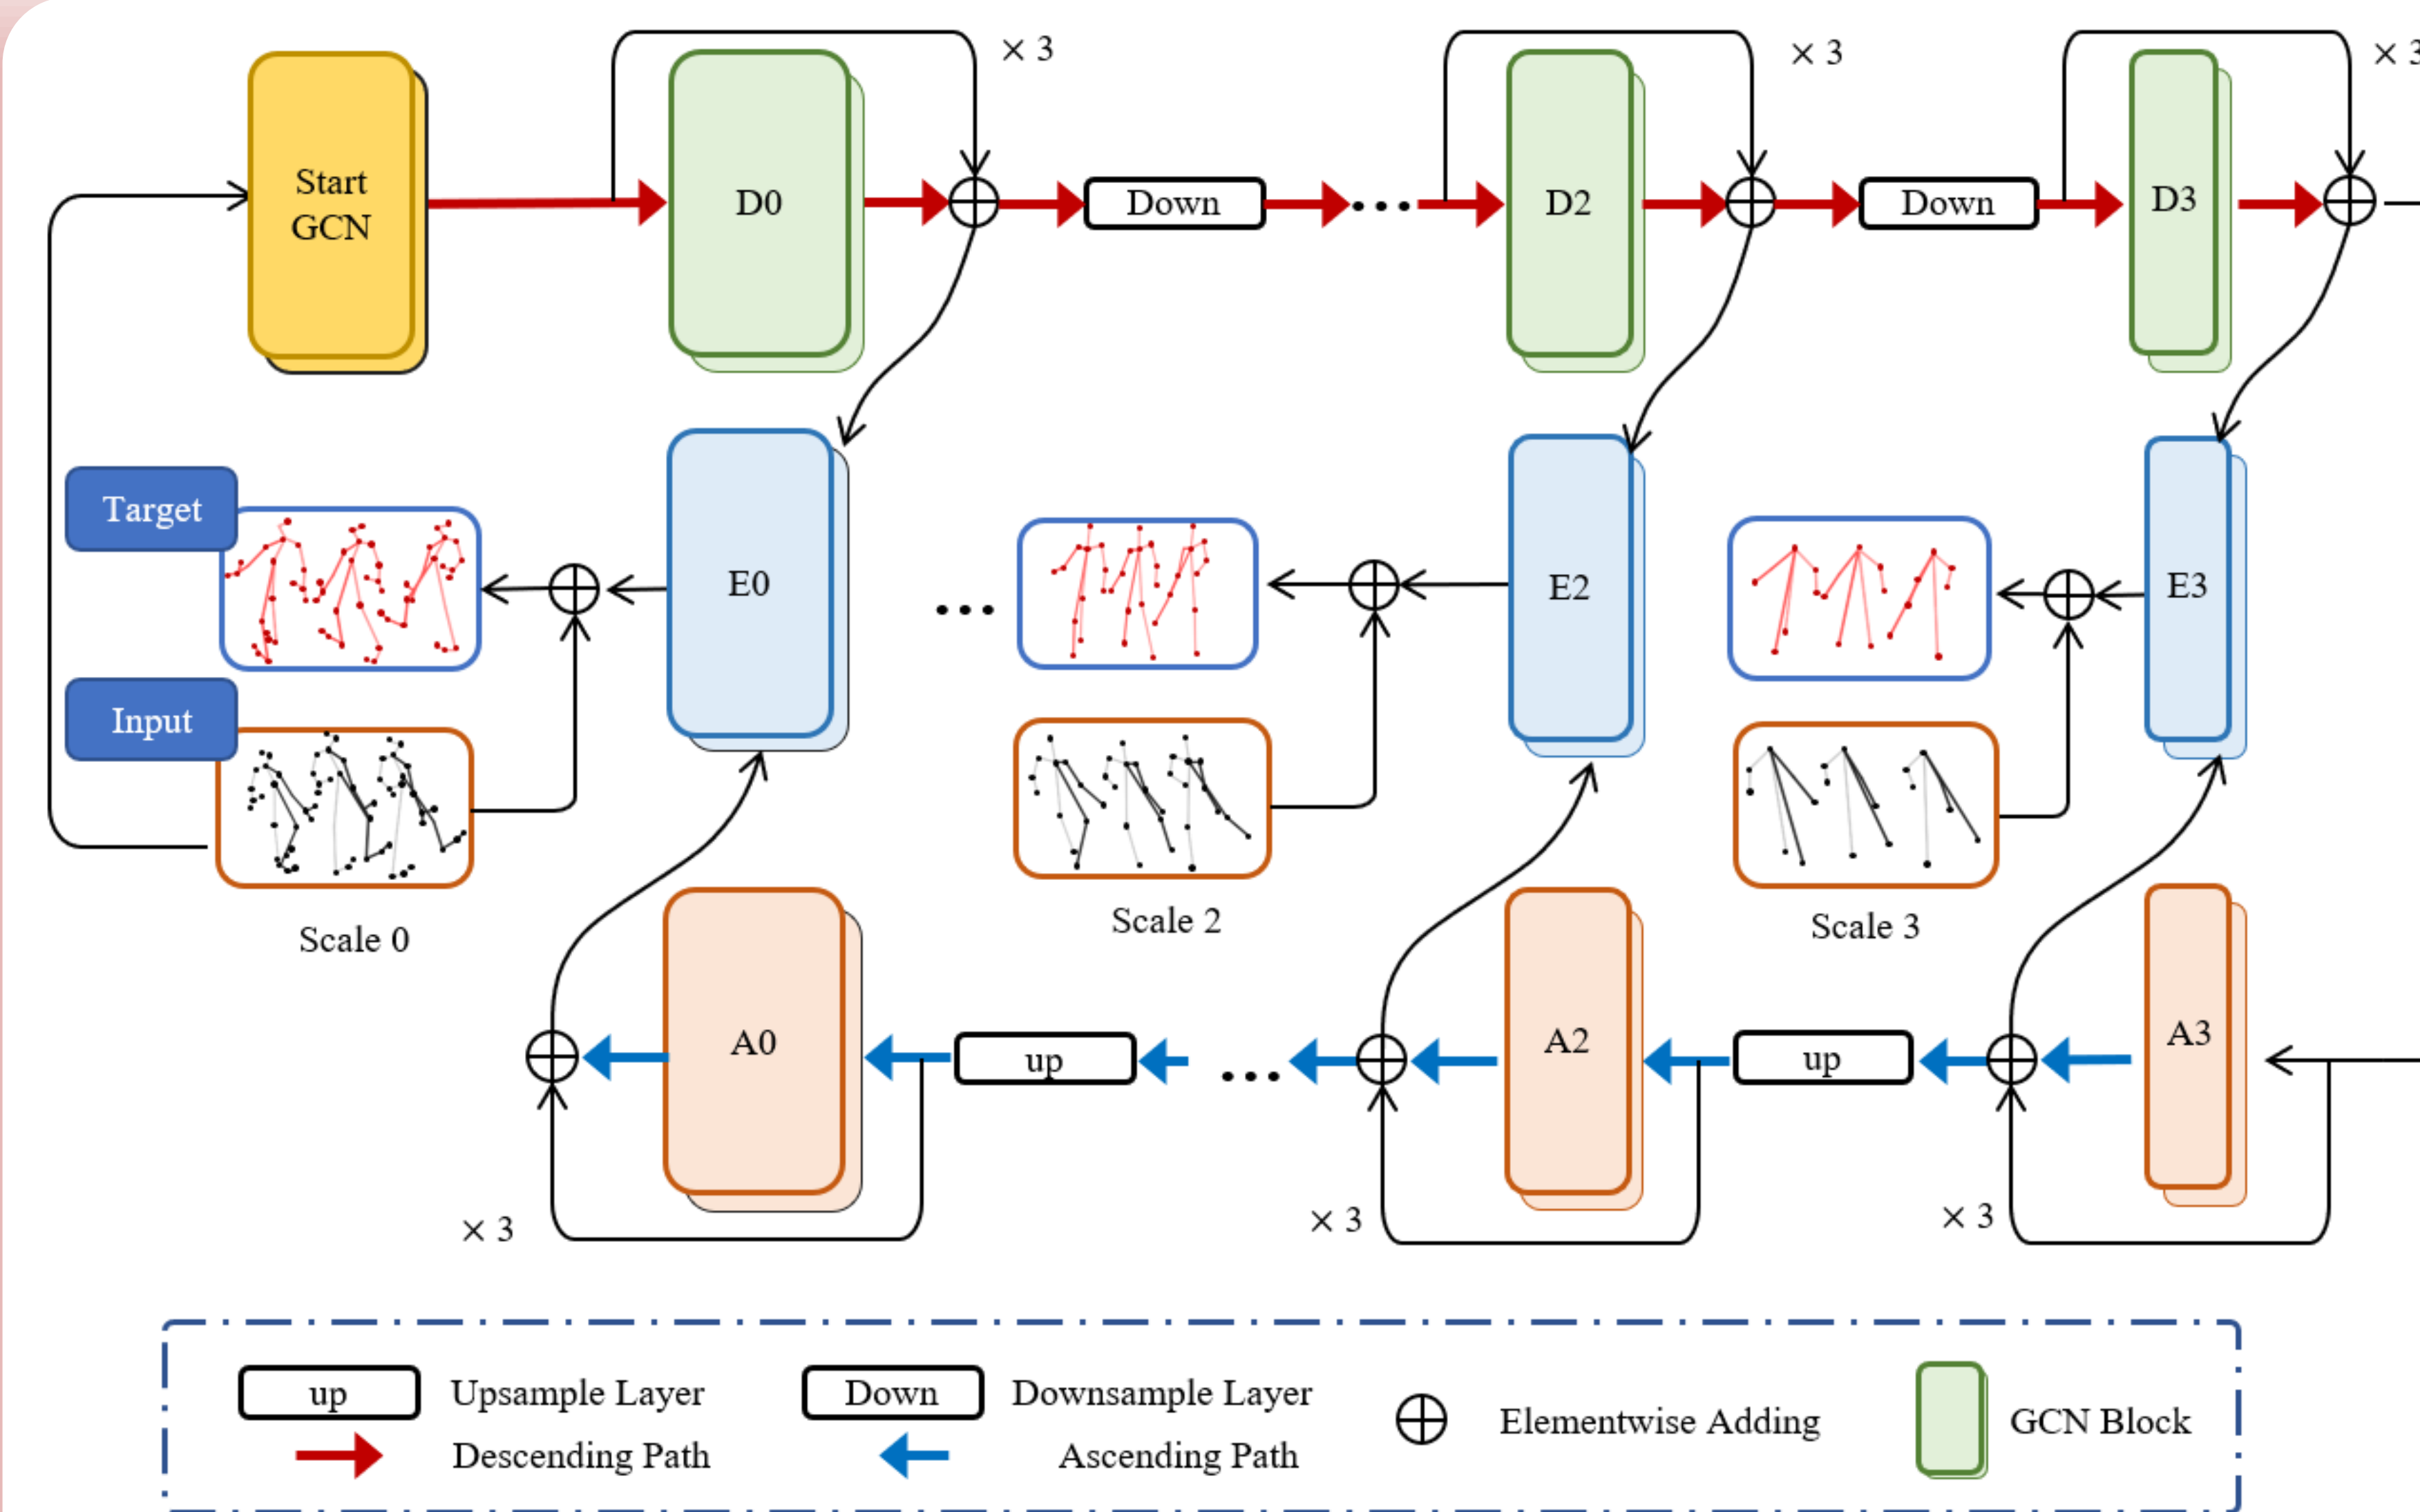 × 3
× 3
× 3
Start
GCN
D0
Down
...
D2
Down
D3
Target
E0
...
E2
E3
Input
Scale 0
Scale 2
Scale 3
A0
up
...
A2
up
A3
× 3
× 3
× 3
up
Upsample Layer
Down
Downsample Layer
Elementwise Adding
GCN Block
Descending Path
Ascending Path